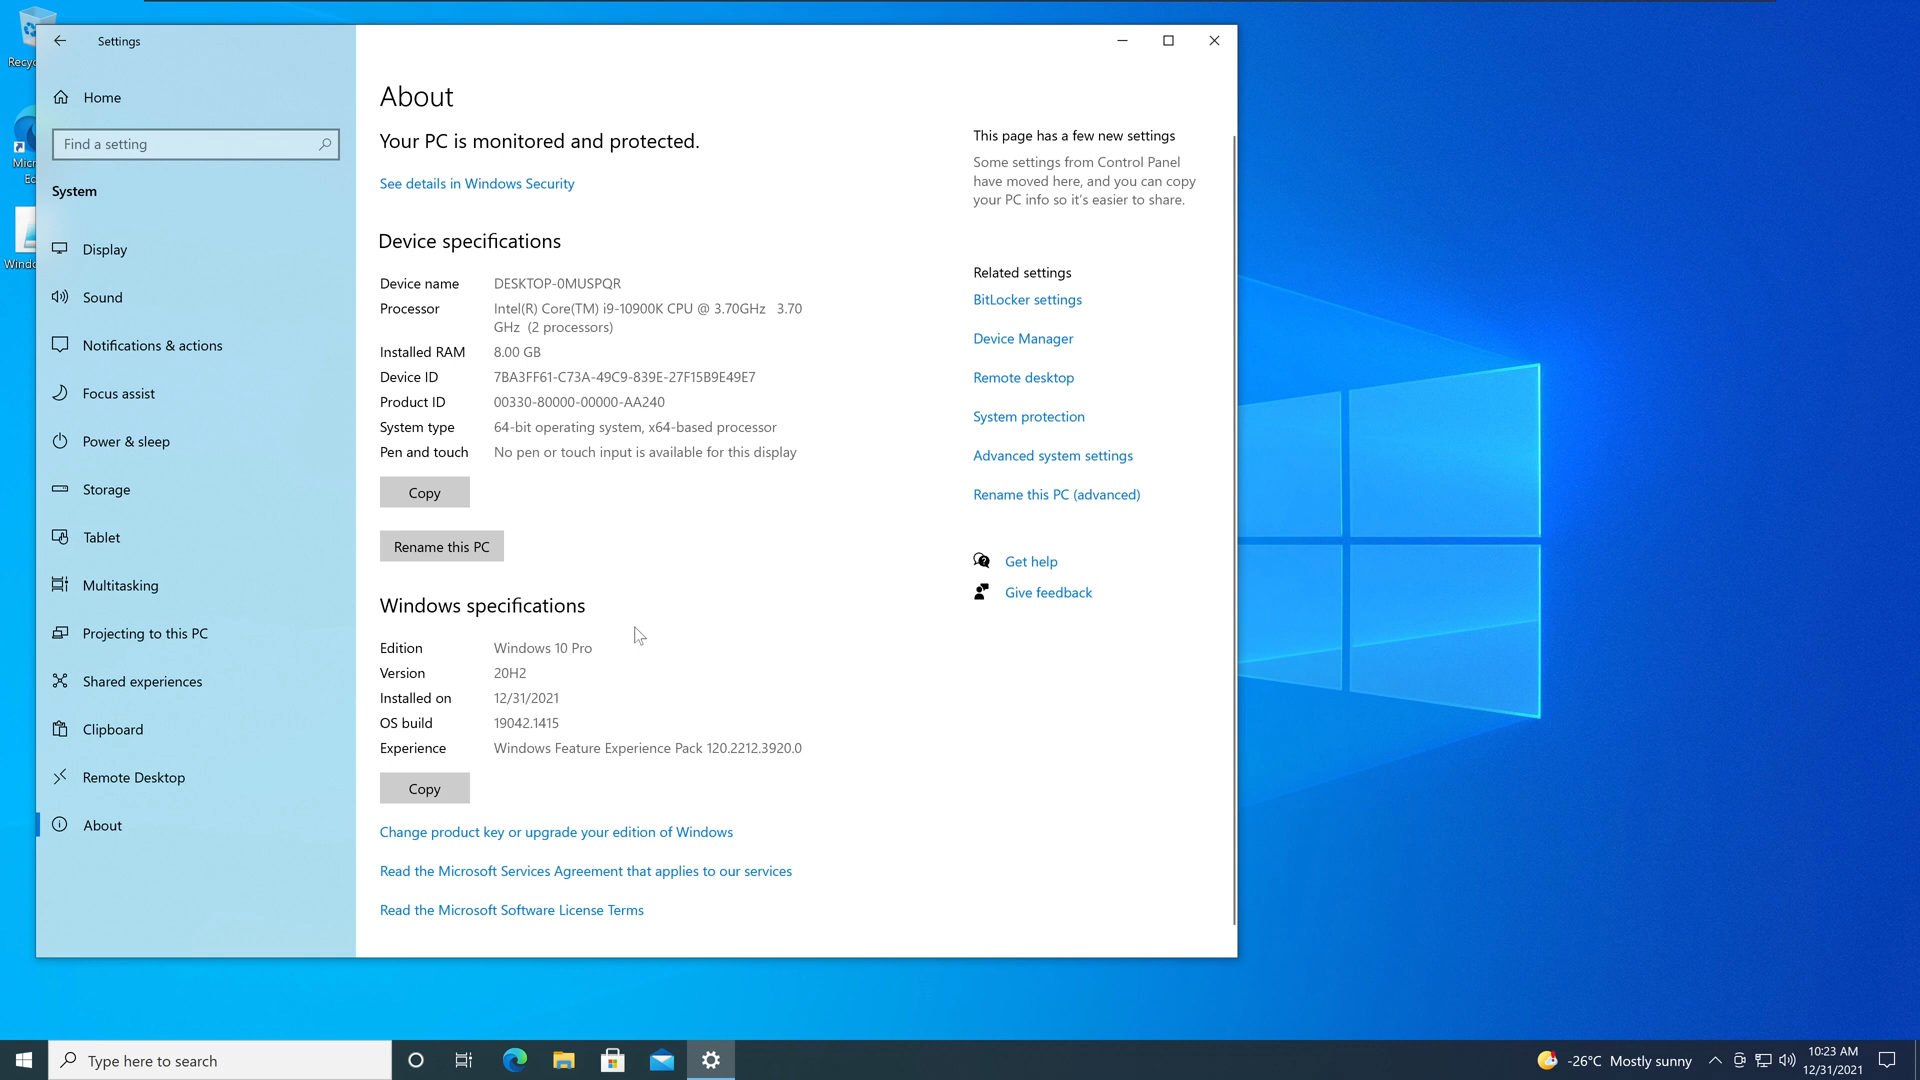 Recyc
Micr
Ed
Windo
Settings
Home
Find a setting
System
Display
Sound
Notifications & actions
Focus assist
Power & sleep
Storage
Tablet
Multitasking
Projecting to this PC
Shared experiences
Clipboard
Remote Desktop
About
About
Your PC is monitored and protected.
See details in Windows Security
Device specifications
Device name DESKTOP-0MUSPQR
Processor Intel(R) Core(TM) i9-10900K CPU @ 3.70GHz 3.70
GHz (2 processors)
Installed RAM 8.00 GB
Device ID 7BA3FF61-C73A-49C9-839E-27F15B9E49E7
Product ID 00330-80000-00000-AA240
System type 64-bit operating system, x64-based processor
Pen and touch No pen or touch input is available for this display
Copy
Rename this PC
Windows specifications
Edition Windows 10 Pro
Version 20H2
Installed on 12/31/2021
OS build 19042.1415
Experience Windows Feature Experience Pack 120.2212.3920.0
Copy
Change product key or upgrade your edition of Windows
Read the Microsoft Services Agreement that applies to our services
Read the Microsoft Software License Terms
This page has a few new settings
Some settings from Control Panel
have moved here, and you can copy
your PC info so it's easier to share.
Related settings
BitLocker settings
Device Manager
Remote desktop
System protection
Advanced system settings
Rename this PC (advanced)
Get help
Give feedback
Type here to search
-26°C Mostly sunny
10:23 AM
12/31/2021